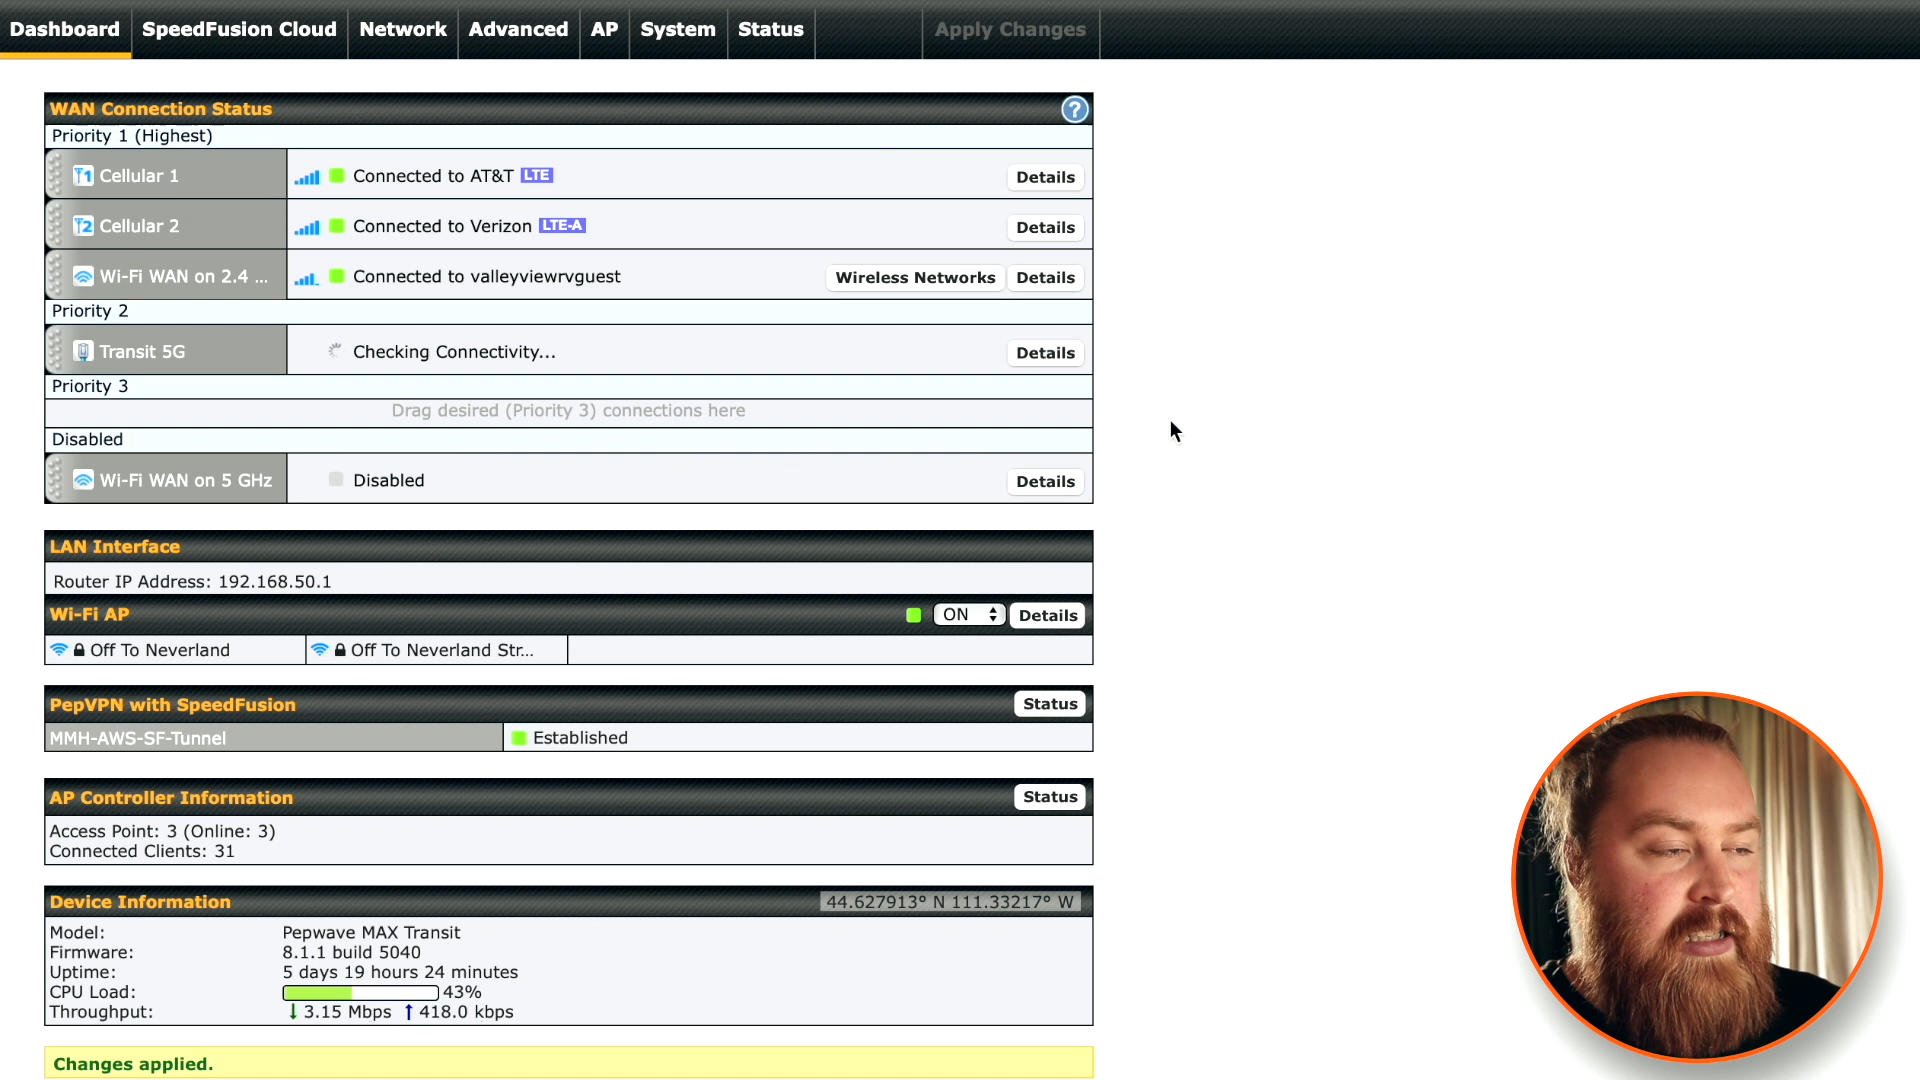 Dashboard SpeedFusion Cloud Network Advanced AP System Status Apply Changes
WAN Connection Status ?
Priority 1 (Highest)
1 Cellular 1 Connected to AT&T LTE Details
2 Cellular 2 Connected to Verizon LTE-A Details
Wi-Fi WAN on 2.4 ... Connected to valleyviewrvguest Wireless Networks Details
Priority 2
Transit 5G Checking Connectivity... Details
Priority 3
Drag desired (Priority 3) connections here
Disabled
Wi-Fi WAN on 5 GHz Disabled Details
LAN Interface
Router IP Address: 192.168.50.1
Wi-Fi AP ON Details
Off To Neverland Off To Neverland Str...
PepVPN with SpeedFusion Status
MMH-AWS-SF-Tunnel Established
AP Controller Information Status
Access Point: 3 (Online: 3)
Connected Clients: 31
Device Information 44.627913° N 111.33217° W
Model: Pepwave MAX Transit
Firmware: 8.1.1 build 5040
Uptime: 5 days 19 hours 24 minutes
CPU Load: 43%
Throughput: ↓ 3.15 Mbps ↑ 418.0 kbps
Changes applied.